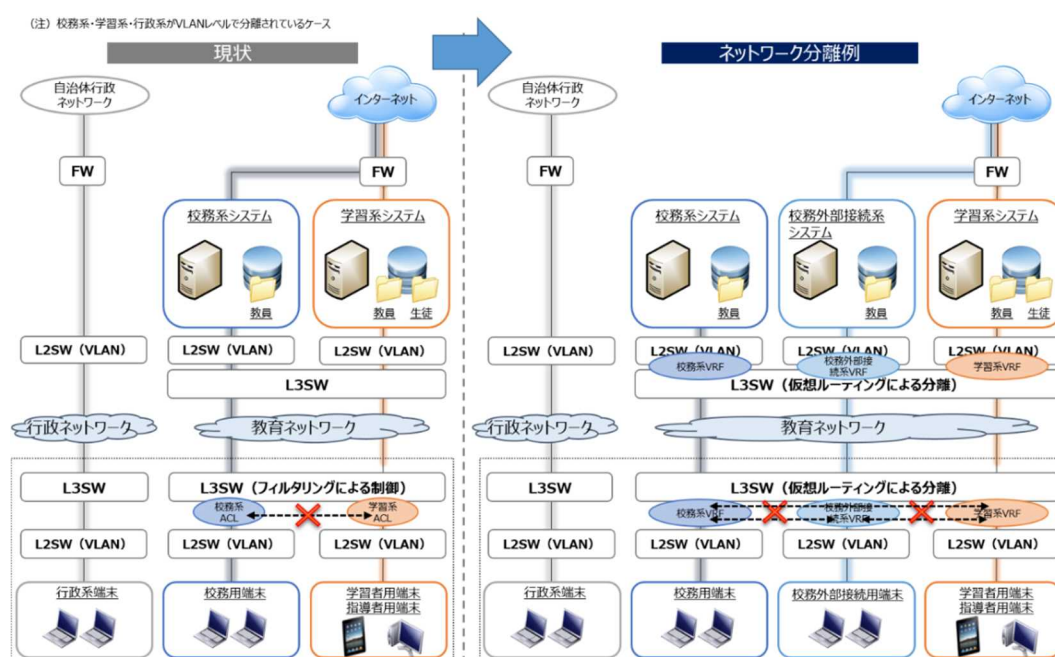 （注）校務系・学習系・行政系がVLANレベルで分離されているケース
現状
自治体行政
ネットワーク
インターネット
FW
FW
校務系システム
教員
学習系システム
教員
生徒
L2SW（VLAN）
L2SW（VLAN）
L2SW（VLAN）
L3SW
行政ネットワーク
教育ネットワーク
L3SW
L3SW（フィルタリングによる制御）
校務系
ACL
学習系
ACL
L2SW（VLAN）
L2SW（VLAN）
L2SW（VLAN）
行政系端末
校務用端末
学習者用端末
指導者用端末
ネットワーク分離例
自治体行政
ネットワーク
インターネット
FW
FW
校務系システム
教員
校務外部接続系
システム
教員
学習系システム
教員
生徒
L2SW（VLAN）
L2SW（VLAN）
L2SW（VLAN）
L2SW（VLAN）
校務系VRF
校務外部接
続系VRF
学習系VRF
L3SW（仮想ルーティングによる分離）
行政ネットワーク
教育ネットワーク
L3SW
L3SW（仮想ルーティングによる分離）
校務系VRF
校務外部接
続系VRF
学習系VRF
L2SW（VLAN）
L2SW（VLAN）
L2SW（VLAN）
L2SW（VLAN）
行政系端末
校務用端末
校務外部接続用端末
学習者用端末
指導者用端末